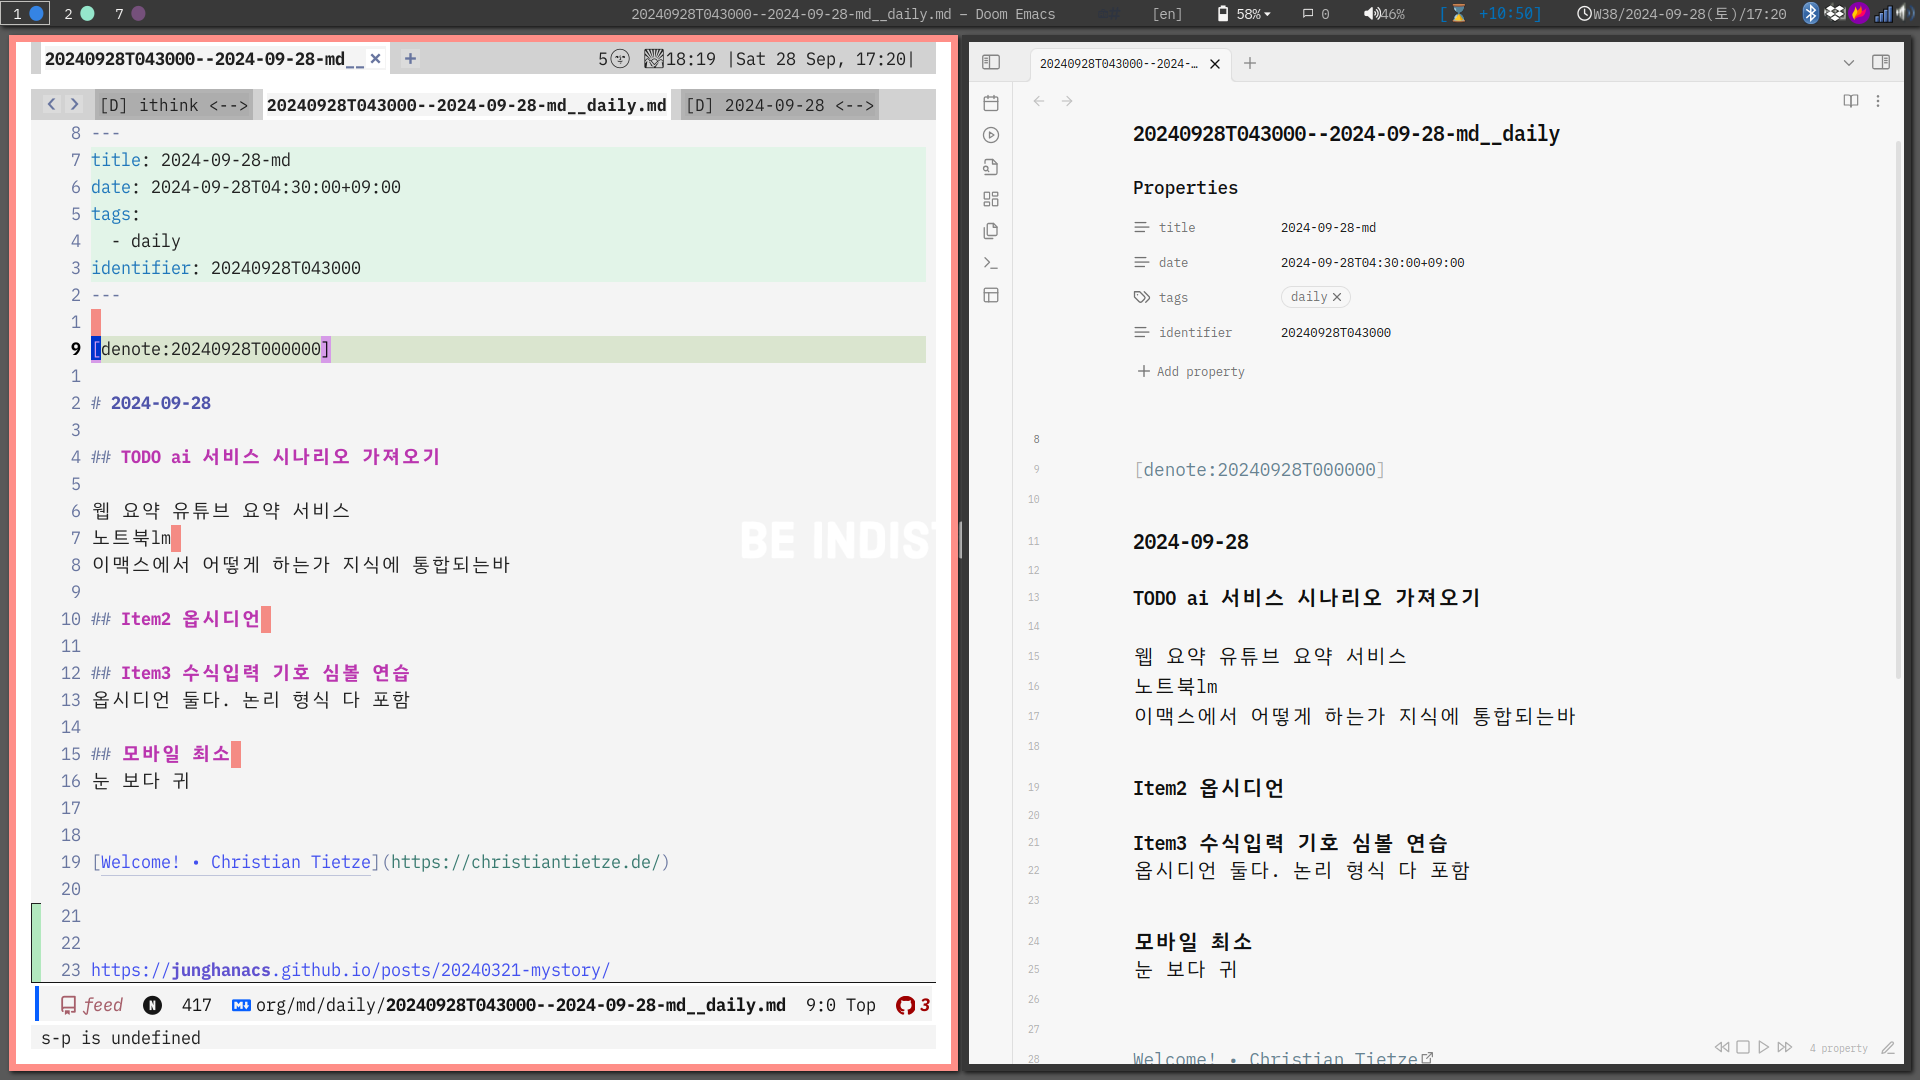 1 2 7 20240928T043000--2024-09-28-md__daily.md – Doom Emacs [en] 58% 0 46% [ +10:50] W38/2024-09-28(토)/17:20
20240928T043000--2024-09-28-md__ × + 5 18:19 |Sat 28 Sep, 17:20|
[D] ithink <--> 20240928T043000--2024-09-28-md__daily.md [D] 2024-09-28 <-->
8 ---
7 title: 2024-09-28-md
6 date: 2024-09-28T04:30:00+09:00
5 tags:
4 - daily
3 identifier: 20240928T043000
2 ---
1
9 [denote:20240928T000000]
1
2 # 2024-09-28
3
4 ## TODO ai 서비스 시나리오 가져오기
5
6 웹 요약 유튜브 요약 서비스
7 노트북lm
8 이맥스에서 어떻게 하는가 지식에 통합되는바
9
10 ## Item2 옵시디언
11
12 ## Item3 수식입력 기호 심볼 연습
13 옵시디언 둘다. 논리 형식 다 포함
14
15 ## 모바일 최소
16 눈 보다 귀
17
18
19 [Welcome! • Christian Tietze](https://christiantietze.de/)
20
21
22
23 https://junghanacs.github.io/posts/20240321-mystory/
BE INDIST
feed N 417 org/md/daily/20240928T043000--2024-09-28-md__daily.md 9:0 Top 3
s-p is undefined
20240928T043000--2024-… × +
20240928T043000--2024-09-28-md__daily
Properties
title 2024-09-28-md
date 2024-09-28T04:30:00+09:00
tags daily ×
identifier 20240928T043000
+ Add property
8
9 [denote:20240928T000000]
10
11 2024-09-28
12
13 TODO ai 서비스 시나리오 가져오기
14
15 웹 요약 유튜브 요약 서비스
16 노트북lm
17 이맥스에서 어떻게 하는가 지식에 통합되는바
18
19 Item2 옵시디언
20
21 Item3 수식입력 기호 심볼 연습
22 옵시디언 둘다. 논리 형식 다 포함
23
24 모바일 최소
25 눈 보다 귀
26
27
28 Welcome! • Christian Tietze
4 property